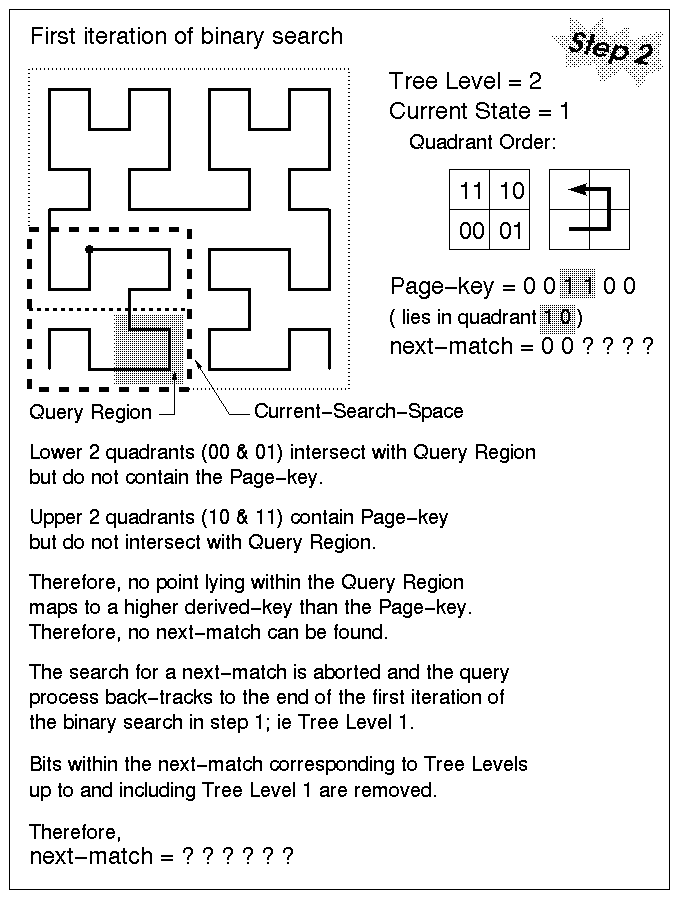 First iteration of binary search
Step 2
Tree Level = 2
Current State = 1
Quadrant Order:
11 10
00 01
Page-key = 0 0 1 1 0 0
( lies in quadrant 1 0 )
next-match = 0 0 ? ? ? ?
Query Region
Current-Search-Space
Lower 2 quadrants (00 & 01) intersect with Query Region
but do not contain the Page-key.
Upper 2 quadrants (10 & 11) contain Page-key
but do not intersect with Query Region.
Therefore, no point lying within the Query Region
maps to a higher derived-key than the Page-key.
Therefore, no next-match can be found.
The search for a next-match is aborted and the query
process back-tracks to the end of the first iteration of
the binary search in step 1; ie Tree Level 1.
Bits within the next-match corresponding to Tree Levels
up to and including Tree Level 1 are removed.
Therefore,
next-match = ? ? ? ? ? ?